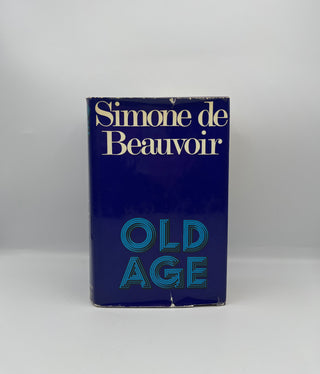 Simone de
Beauvoir
OLD
AGE